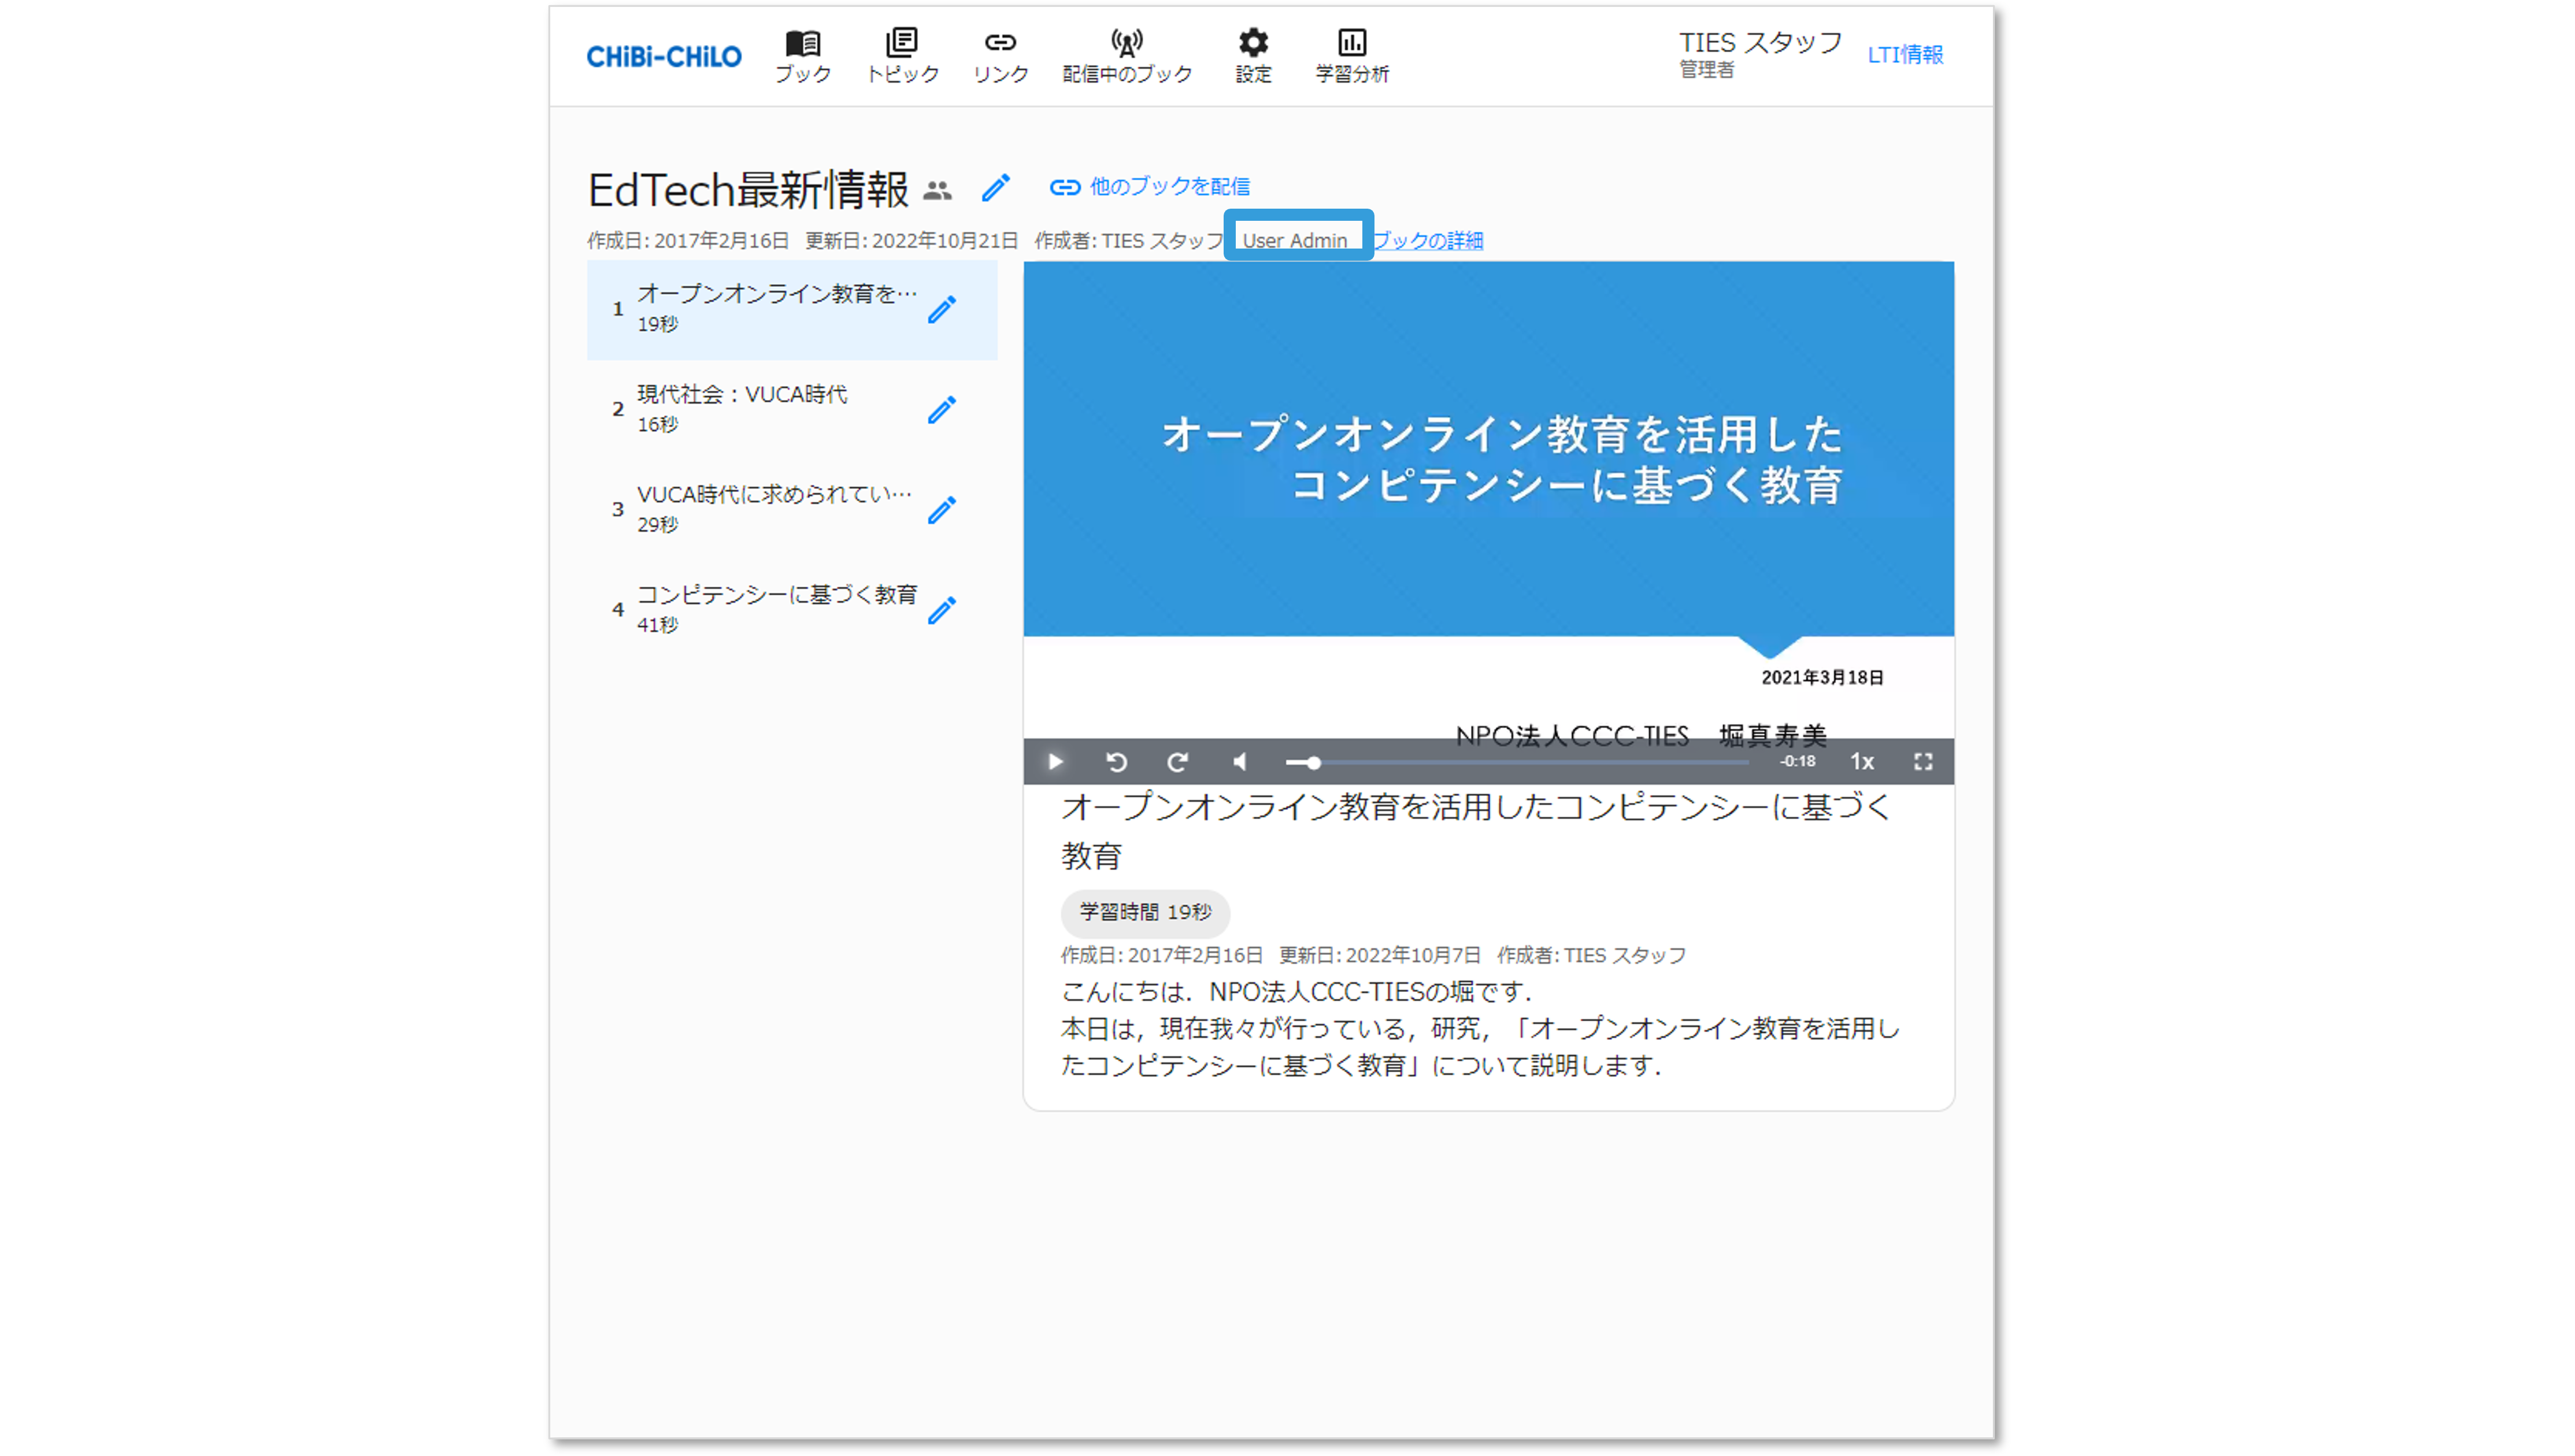 CHiBi-CHiLO
ブック
トピック
リンク
配信中のブック
設定
学習分析
TIES スタッフ
管理者
LTI情報
EdTech最新情報
他のブックを配信
作成日: 2017年2月16日 更新日: 2022年10月21日 作成者: TIES スタッフ User Admin ブックの詳細
1 オープンオンライン教育を…
19秒
2 現代社会：VUCA時代
16秒
3 VUCA時代に求められてい…
29秒
4 コンピテンシーに基づく教育
41秒
オープンオンライン教育を活用した
コンピテンシーに基づく教育
2021年3月18日
NPO法人CCC-TIES 堀真寿美
-0:18 1x
オープンオンライン教育を活用したコンピテンシーに基づく
教育
学習時間 19秒
作成日: 2017年2月16日 更新日: 2022年10月7日 作成者: TIES スタッフ
こんにちは．NPO法人CCC-TIESの堀です．
本日は，現在我々が行っている，研究，「オープンオンライン教育を活用し
たコンピテンシーに基づく教育」について説明します．